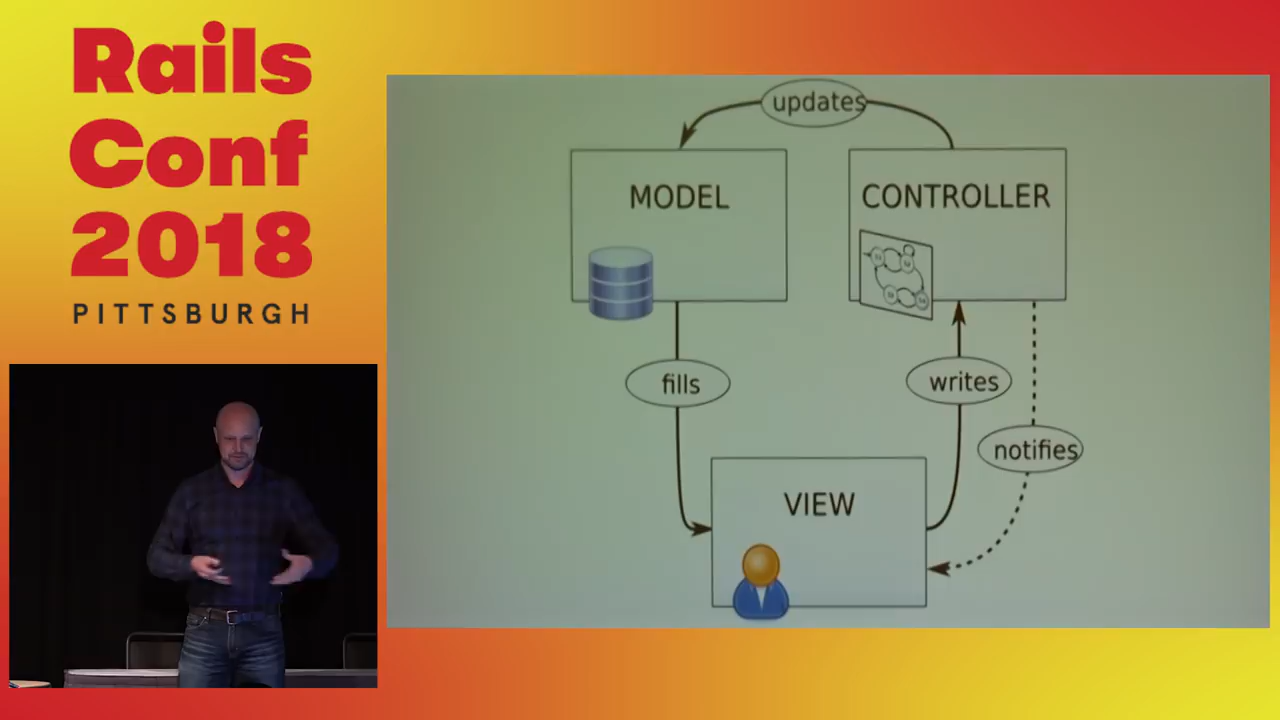 Rails
Conf
2018
PITTSBURGH
updates
MODEL
CONTROLLER
fills
writes
notifies
VIEW